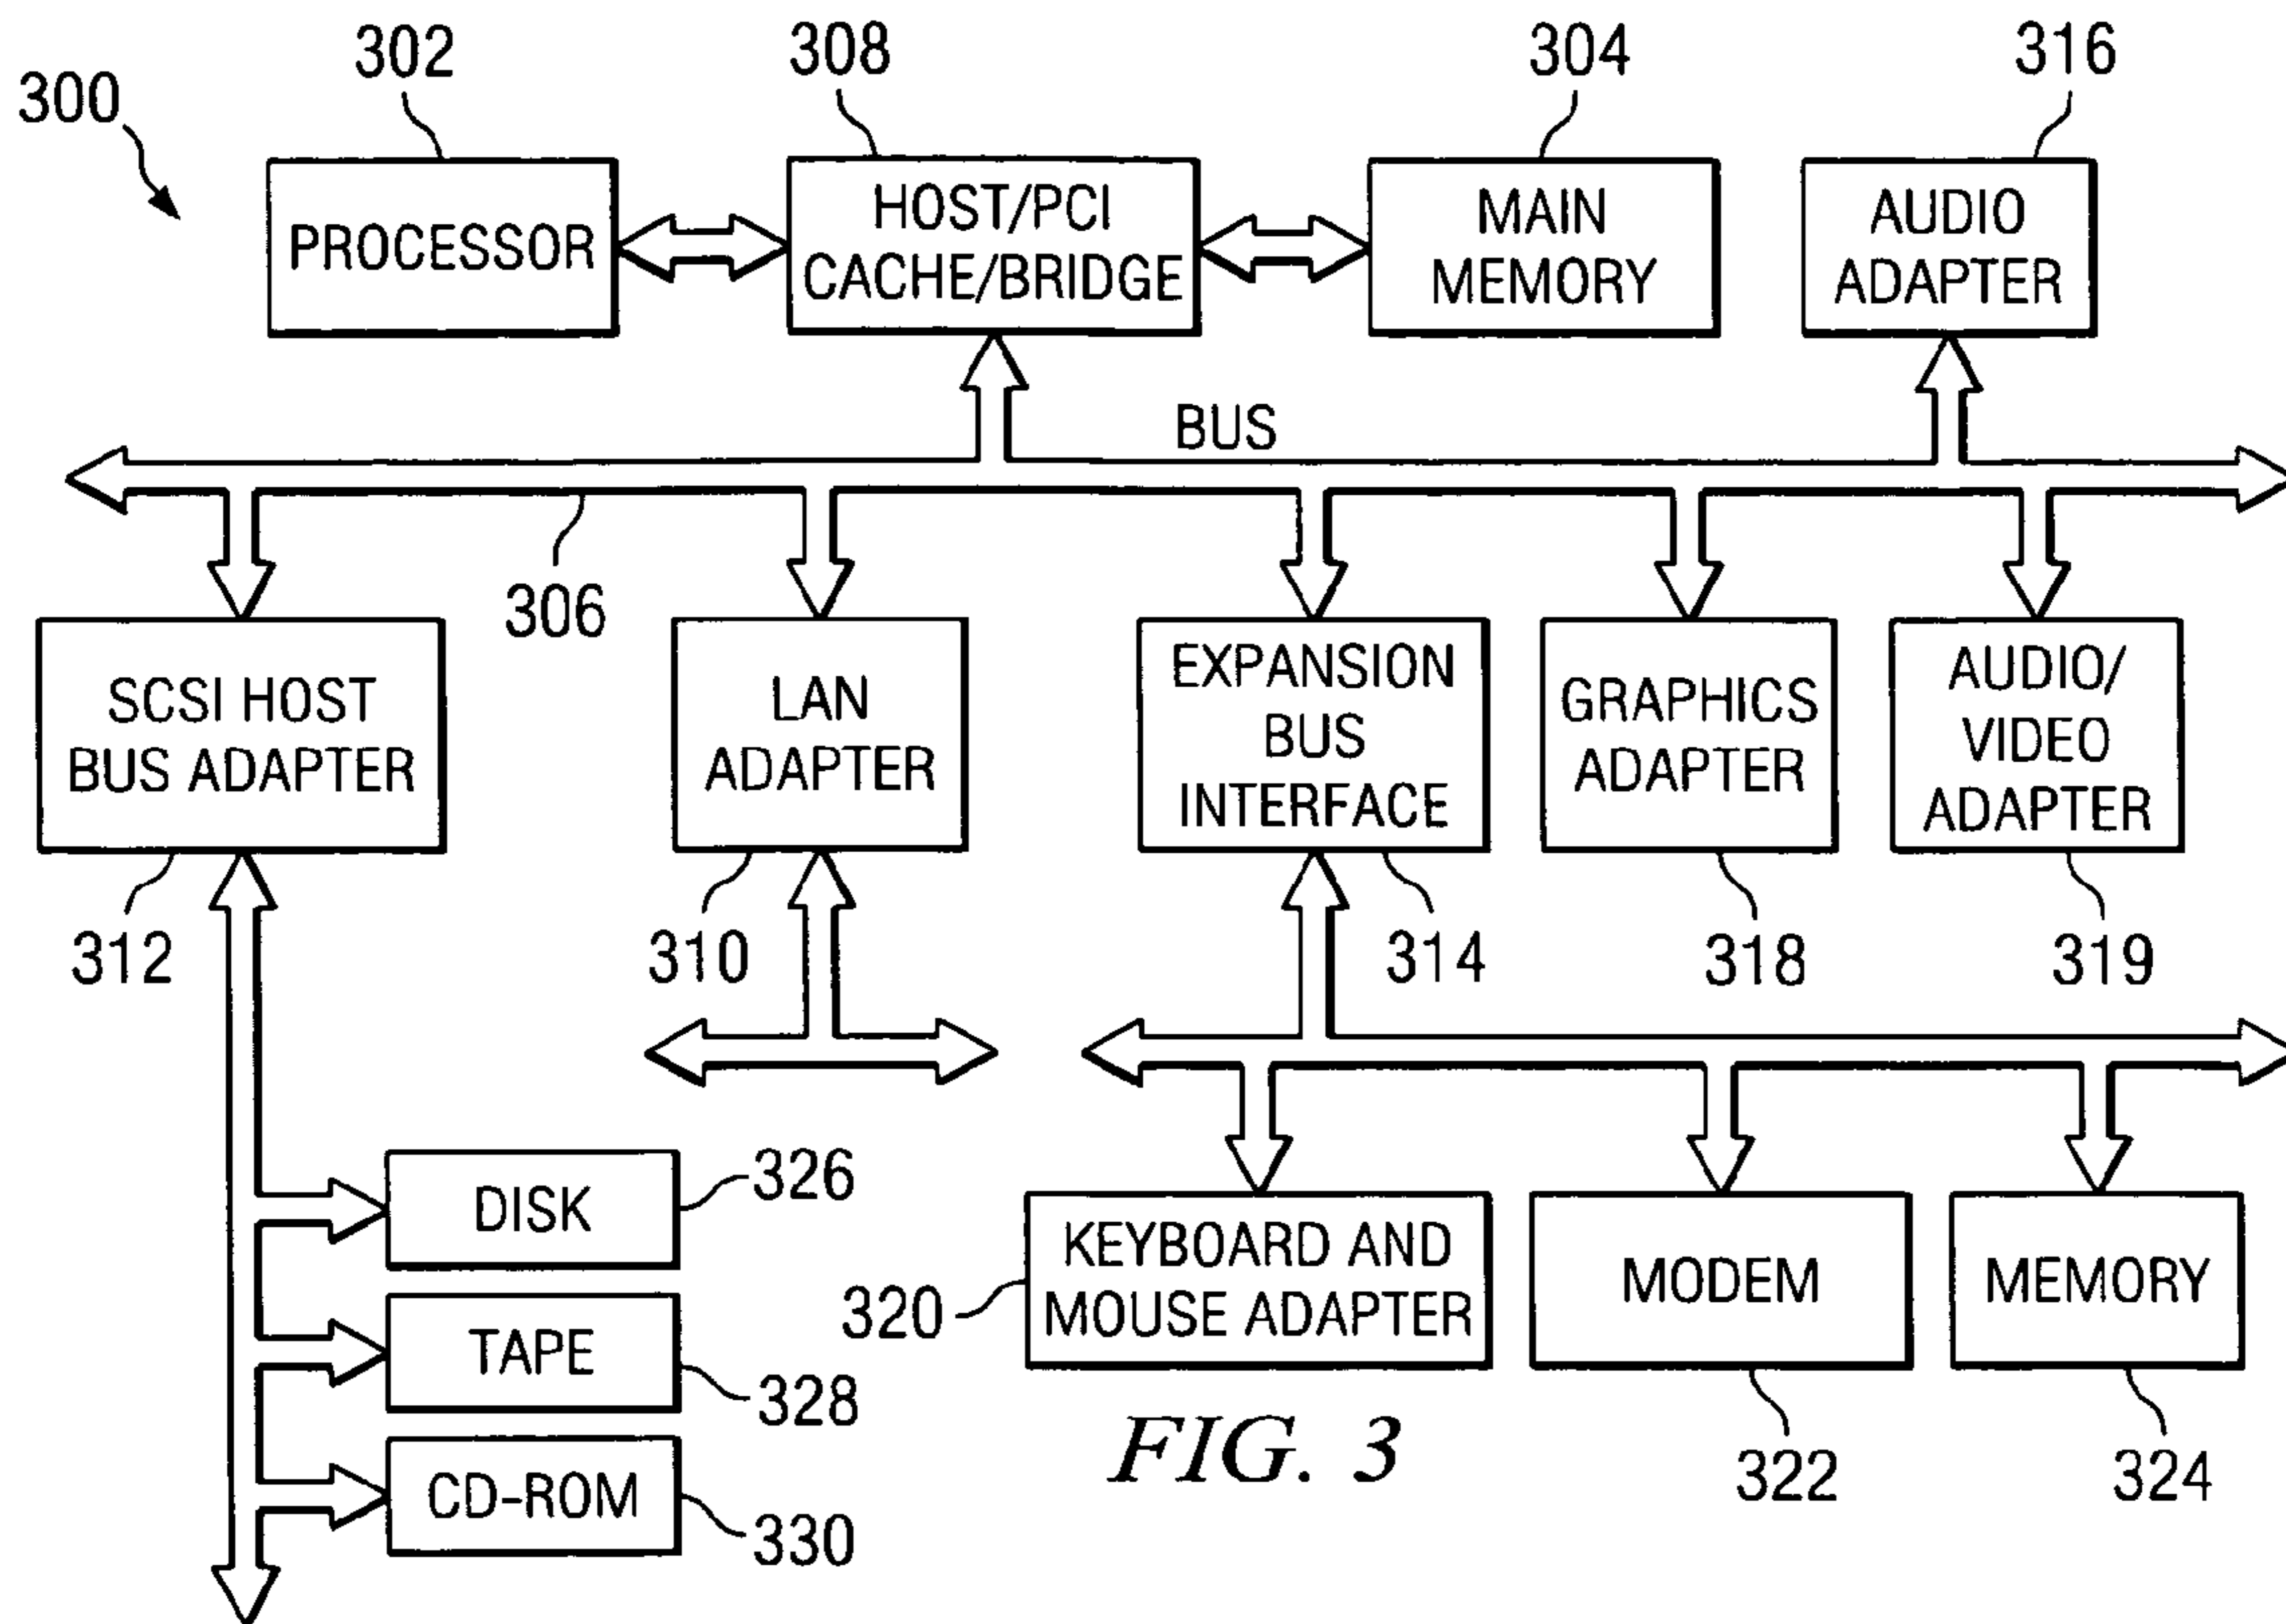 300
302
308
304
316
PROCESSOR
HOST/PCI
CACHE/BRIDGE
MAIN
MEMORY
AUDIO
ADAPTER
BUS
306
SCSI HOST
BUS ADAPTER
LAN
ADAPTER
EXPANSION
BUS
INTERFACE
GRAPHICS
ADAPTER
AUDIO/
VIDEO
ADAPTER
312
310
314
318
319
DISK
326
TAPE
328
CD-ROM
330
320
KEYBOARD AND
MOUSE ADAPTER
MODEM
MEMORY
322
324
FIG. 3